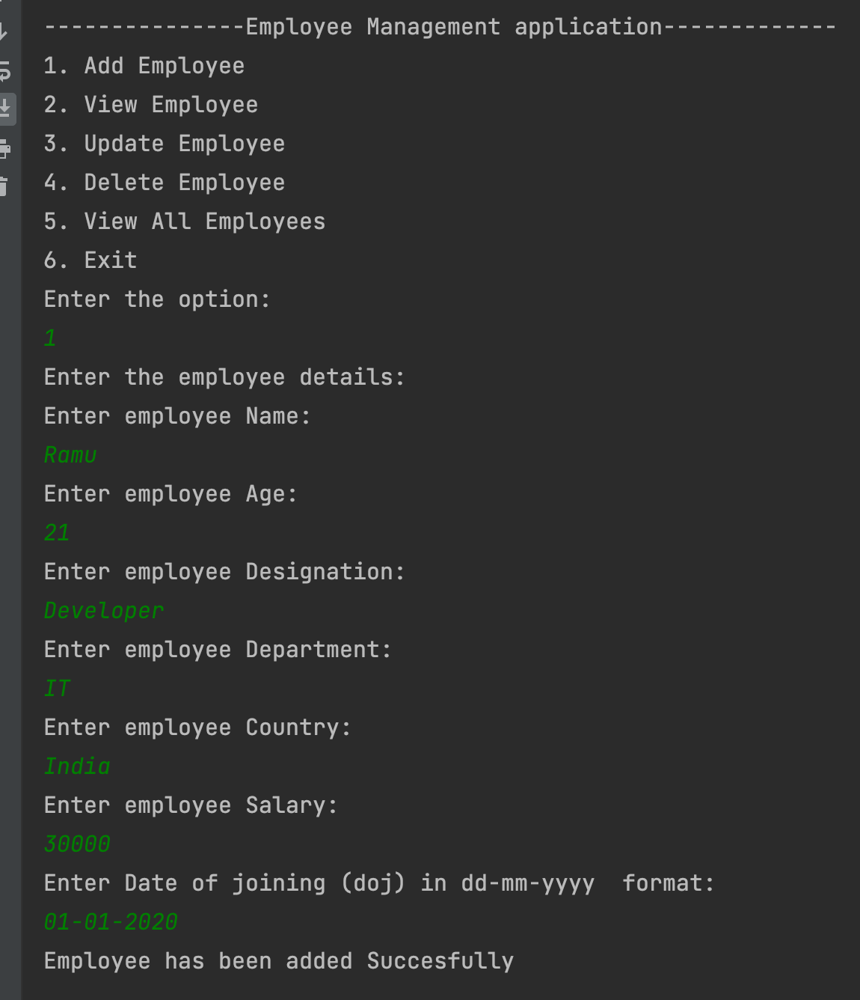 ---------------Employee Management application-------------
1. Add Employee
2. View Employee
3. Update Employee
4. Delete Employee
5. View All Employees
6. Exit
Enter the option:
1
Enter the employee details:
Enter employee Name:
Ramu
Enter employee Age:
21
Enter employee Designation:
Developer
Enter employee Department:
IT
Enter employee Country:
India
Enter employee Salary:
30000
Enter Date of joining (doj) in dd-mm-yyyy  format:
01-01-2020
Employee has been added Succesfully